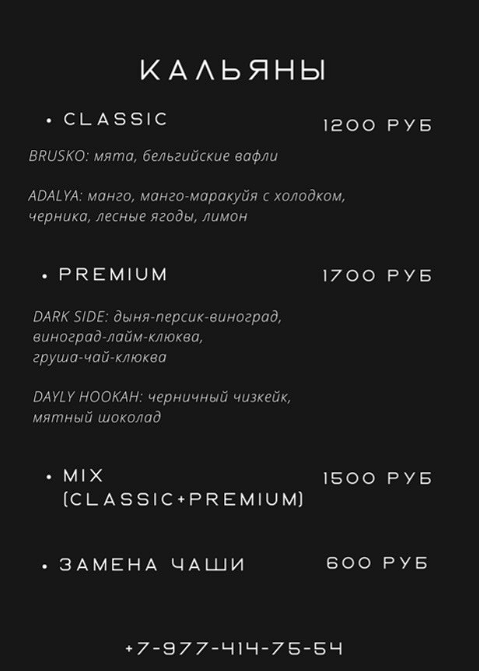 КАЛЬЯНЫ
• CLASSIC 1200 РУБ
BRUSKO: мята, бельгийские вафли
ADALYA: манго, манго-маракуйя с холодком,
черника, лесные ягоды, лимон
• PREMIUM 1700 РУБ
DARK SIDE: дыня-персик-виноград,
виноград-лайм-клюква,
груша-чай-клюква
DAYLY HOOKAH: черничный чизкейк,
мятный шоколад
• MIX 1500 РУБ
(CLASSIC+PREMIUM)
• ЗАМЕНА ЧАШИ 600 РУБ
+7-977-414-75-54